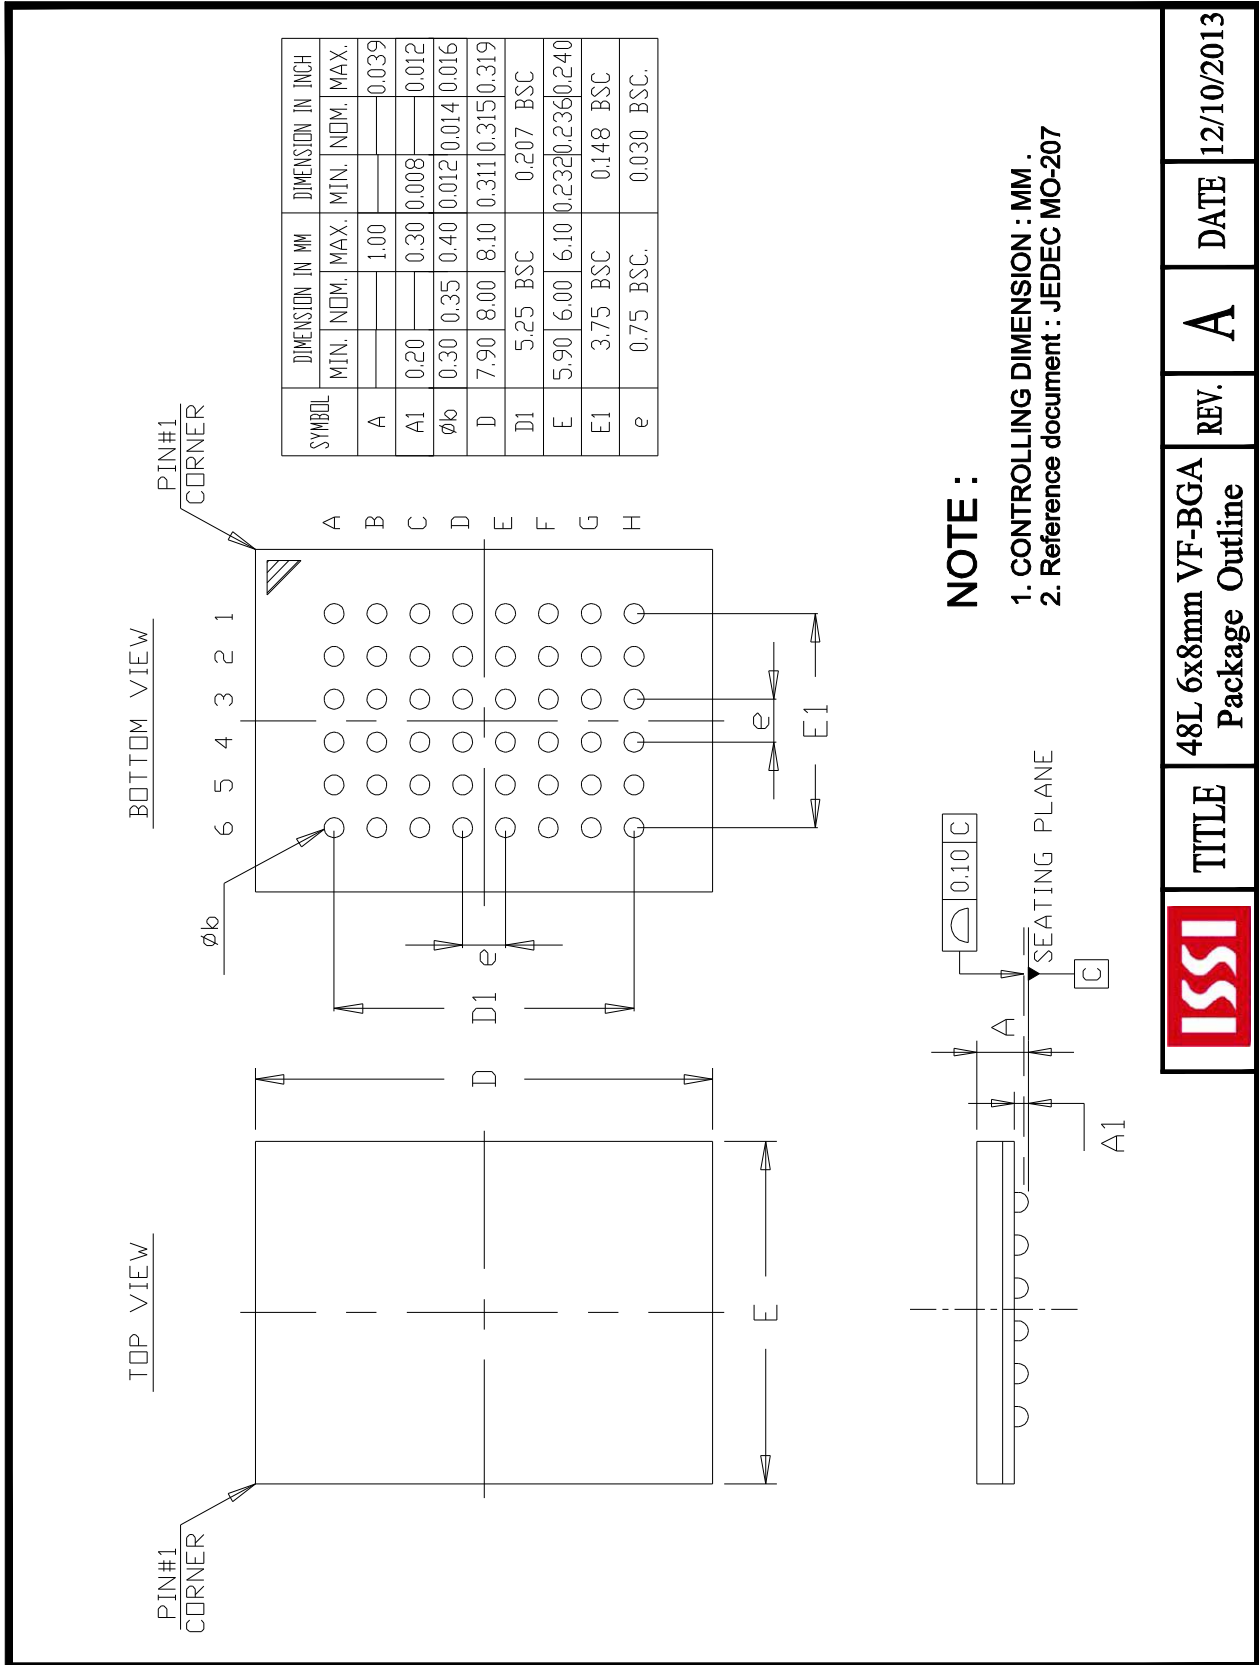 TOP VIEW
PIN#1
CORNER
D
E
BOTTOM VIEW
PIN#1
CORNER
Øb
6 5 4 3 2 1
A
B
C
D
E
F
G
H
e
D1
e
E1
SYMBOL DIMENSION IN MM DIMENSION IN INCH
MIN. NOM. MAX. MIN. NOM. MAX.
A 1.00 0.039
A1 0.20 0.30 0.008 0.012
Øb 0.30 0.35 0.40 0.012 0.014 0.016
D 7.90 8.00 8.10 0.311 0.315 0.319
D1 5.25 BSC 0.207 BSC
E 5.90 6.00 6.10 0.232 0.236 0.240
E1 3.75 BSC 0.148 BSC
e 0.75 BSC. 0.030 BSC.
A
A1
0.10 C
SEATING PLANE
C
NOTE :
1. CONTROLLING DIMENSION : MM .
2. Reference document : JEDEC MO-207
ISSI
TITLE
48L 6x8mm VF-BGA
Package Outline
REV.
A
DATE
12/10/2013